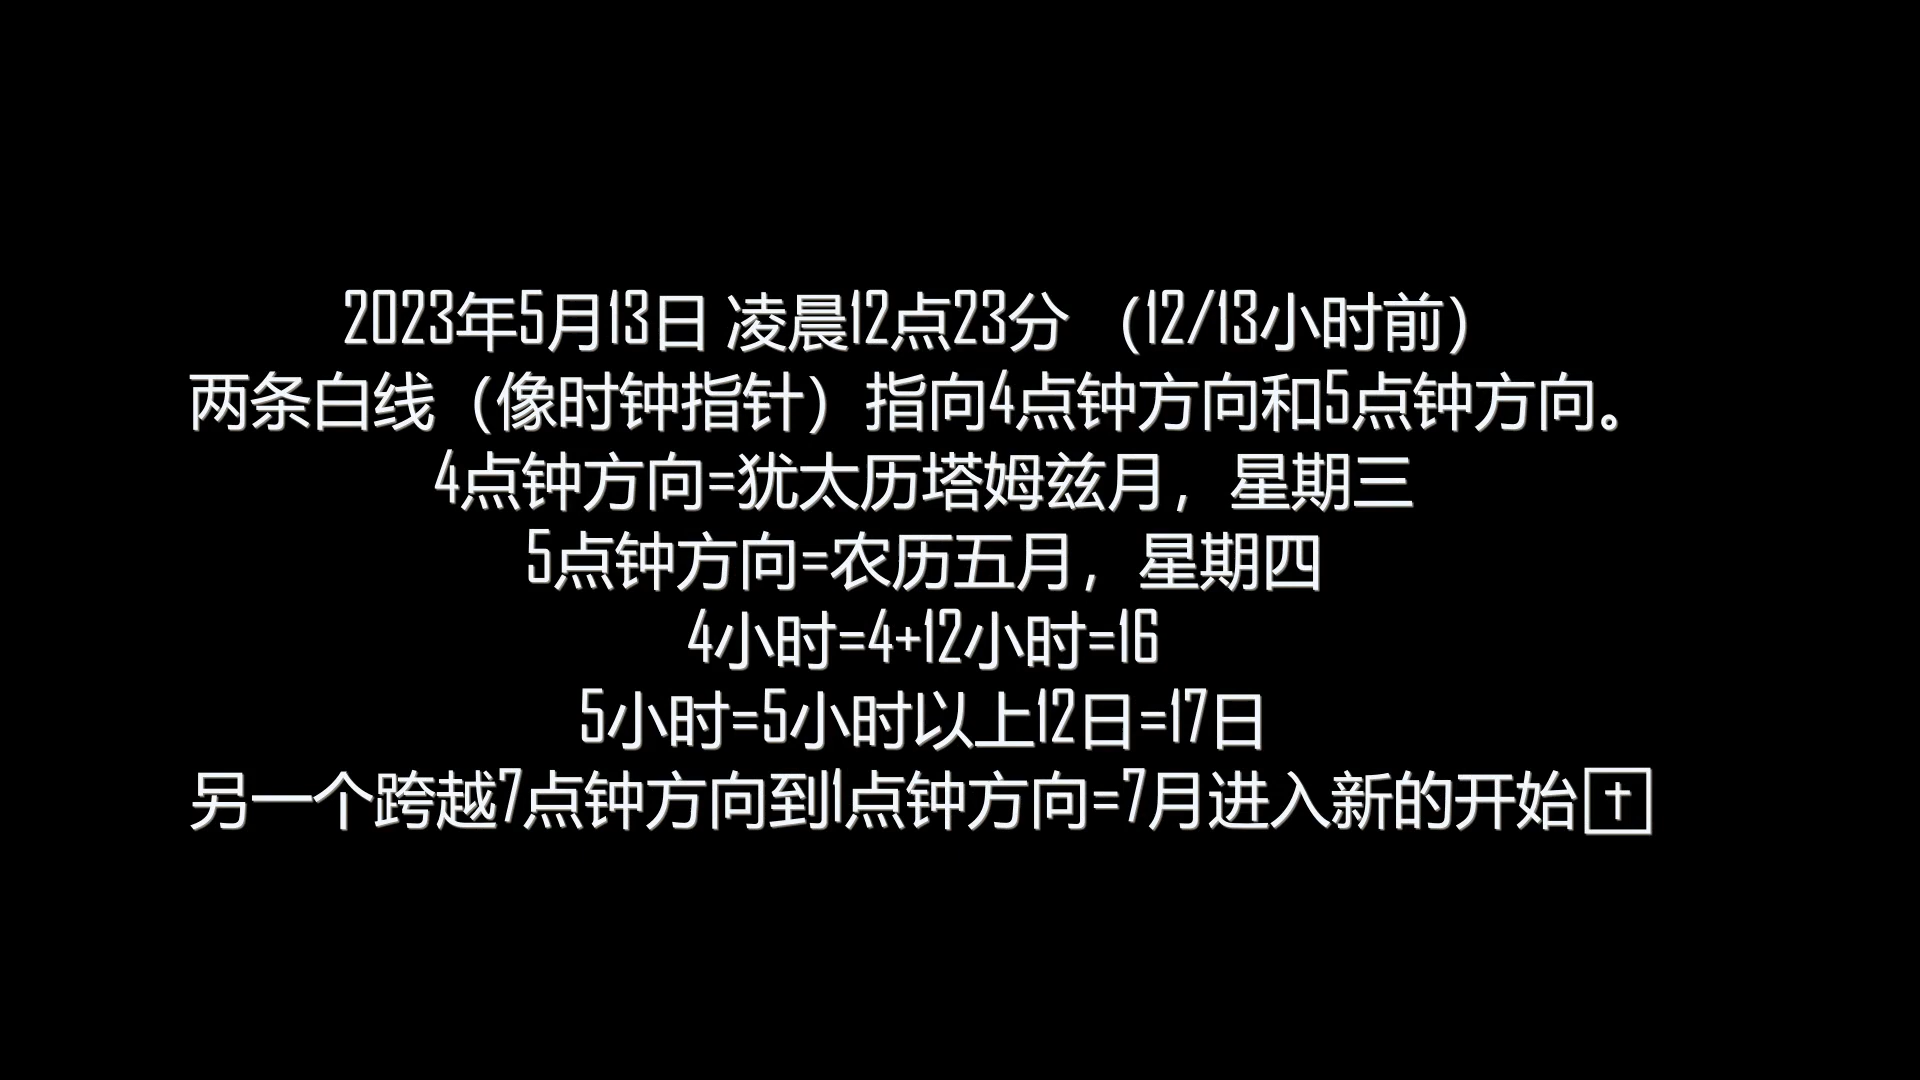 2023年5月13日 凌晨12点23分 （12/13小时前）
两条白线（像时钟指针）指向4点钟方向和5点钟方向。
4点钟方向=犹太历塔姆兹月，星期三
5点钟方向=农历五月，星期四
4小时=4+12小时=16
5小时=5小时以上12日=17日
另一个跨越7点钟方向到1点钟方向=7月进入新的开始✝